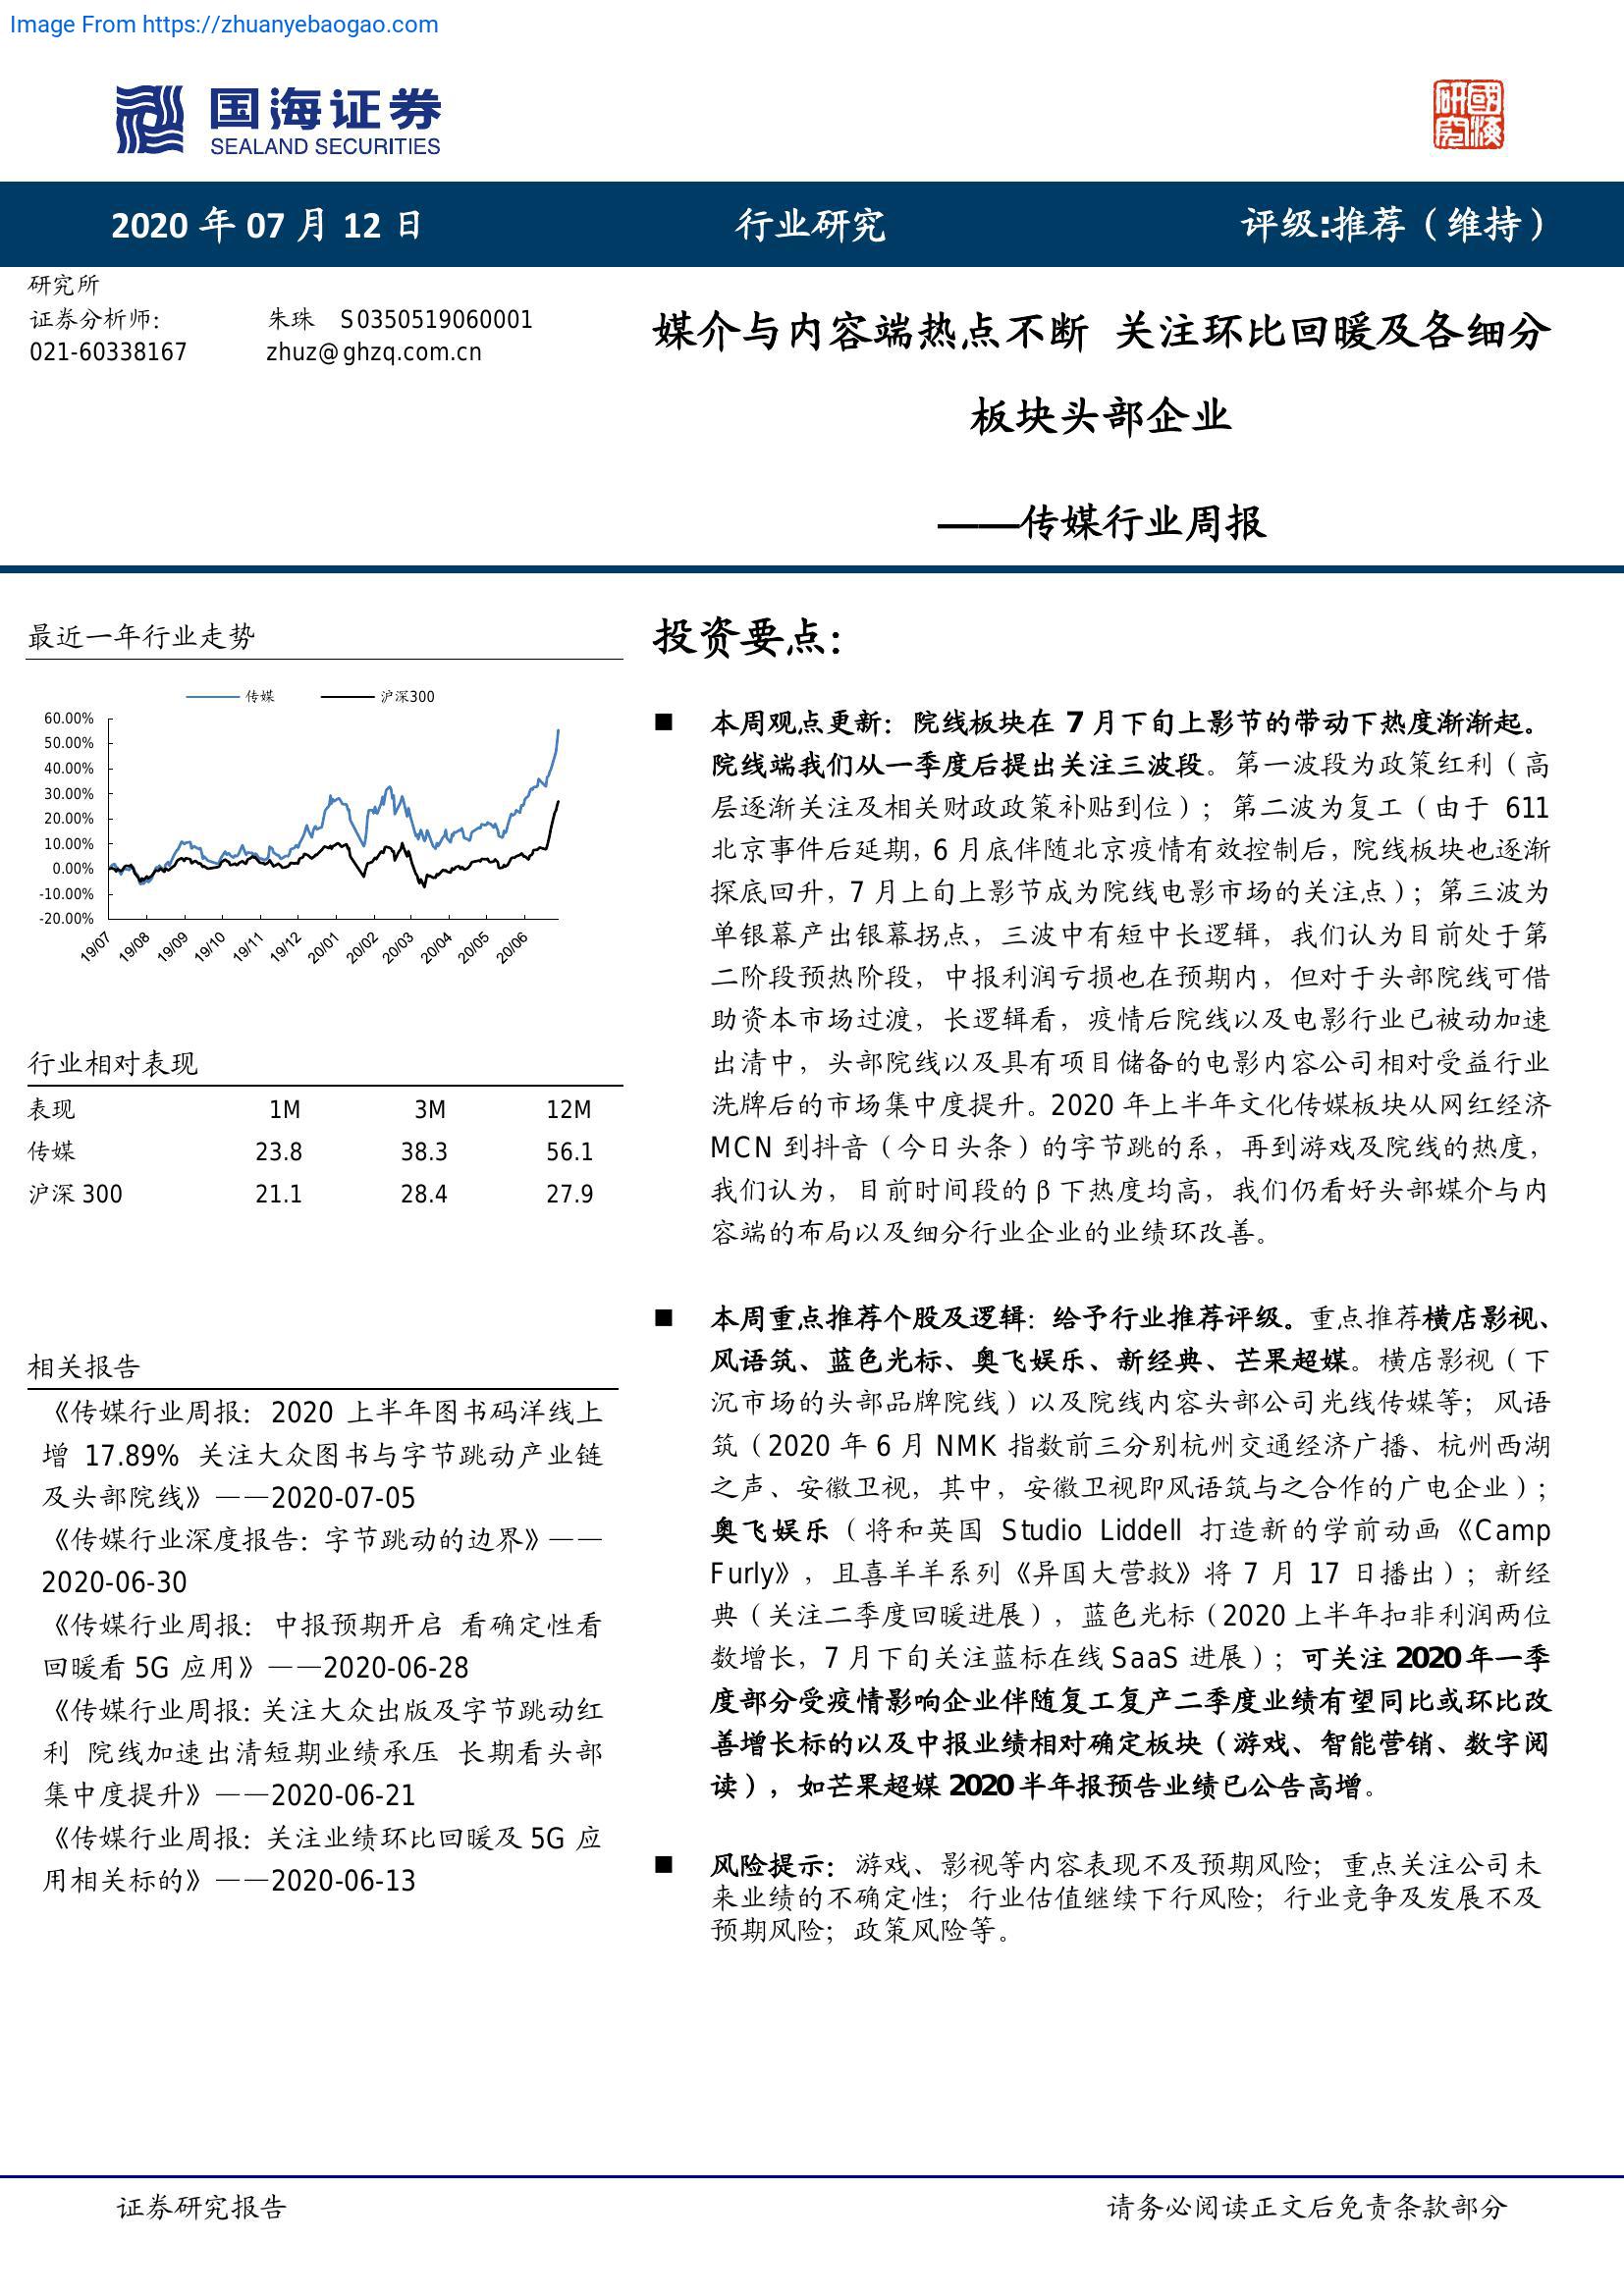 Image From https://zhuanyebaogao.com
国海证券
SEALAND SECURITIES
研究
國海
2020 年 07 月 12 日
行业研究
评级:推荐（维持）
研究所
证券分析师: 朱珠 S0350519060001
021-60338167 zhuz@ghzq.com.cn
媒介与内容端热点不断 关注环比回暖及各细分
板块头部企业
——传媒行业周报
最近一年行业走势
传媒 沪深300
60.00%
50.00%
40.00%
30.00%
20.00%
10.00%
0.00%
-10.00%
-20.00%
19/07 19/08 19/09 19/10 19/11 19/12 20/01 20/02 20/03 20/04 20/05 20/06
行业相对表现
表现 1M 3M 12M
传媒 23.8 38.3 56.1
沪深 300 21.1 28.4 27.9
相关报告
《传媒行业周报：2020 上半年图书码洋线上
增 17.89% 关注大众图书与字节跳动产业链
及头部院线》——2020-07-05
《传媒行业深度报告：字节跳动的边界》——
2020-06-30
《传媒行业周报：中报预期开启 看确定性看
回暖看 5G 应用》——2020-06-28
《传媒行业周报：关注大众出版及字节跳动红
利 院线加速出清短期业绩承压 长期看头部
集中度提升》——2020-06-21
《传媒行业周报：关注业绩环比回暖及 5G 应
用相关标的》——2020-06-13
投资要点：
■ 本周观点更新：院线板块在 7 月下旬上影节的带动下热度渐渐起。
院线端我们从一季度后提出关注三波段。第一波段为政策红利（高
层逐渐关注及相关财政政策补贴到位）；第二波为复工（由于 611
北京事件后延期，6 月底伴随北京疫情有效控制后，院线板块也逐渐
探底回升，7 月上旬上影节成为院线电影市场的关注点）；第三波为
单银幕产出银幕拐点，三波中有短中长逻辑，我们认为目前处于第
二阶段预热阶段，中报利润亏损也在预期内，但对于头部院线可借
助资本市场过渡，长逻辑看，疫情后院线以及电影行业已被动加速
出清中，头部院线以及具有项目储备的电影内容公司相对受益行业
洗牌后的市场集中度提升。2020 年上半年文化传媒板块从网红经济
MCN 到抖音（今日头条）的字节跳的系，再到游戏及院线的热度，
我们认为，目前时间段的 β 下热度均高，我们仍看好头部媒介与内
容端的布局以及细分行业企业的业绩环改善。
■ 本周重点推荐个股及逻辑：给予行业推荐评级。重点推荐横店影视、
风语筑、蓝色光标、奥飞娱乐、新经典、芒果超媒。横店影视（下
沉市场的头部品牌院线）以及院线内容头部公司光线传媒等；风语
筑（2020 年 6 月 NMK 指数前三分别杭州交通经济广播、杭州西湖
之声、安徽卫视，其中，安徽卫视即风语筑与之合作的广电企业）；
奥飞娱乐（将和英国 Studio Liddell 打造新的学前动画《Camp
Furly》，且喜羊羊系列《异国大营救》将 7 月 17 日播出）；新经
典（关注二季度回暖进展），蓝色光标（2020 上半年扣非利润两位
数增长，7 月下旬关注蓝标在线 SaaS 进展）；可关注 2020 年一季
度部分受疫情影响企业伴随复工复产二季度业绩有望同比或环比改
善增长标的以及中报业绩相对确定板块（游戏、智能营销、数字阅
读），如芒果超媒 2020 半年报预告业绩已公告高增。
■ 风险提示：游戏、影视等内容表现不及预期风险；重点关注公司未
来业绩的不确定性；行业估值继续下行风险；行业竞争及发展不及
预期风险；政策风险等。
证券研究报告
请务必阅读正文后免责条款部分